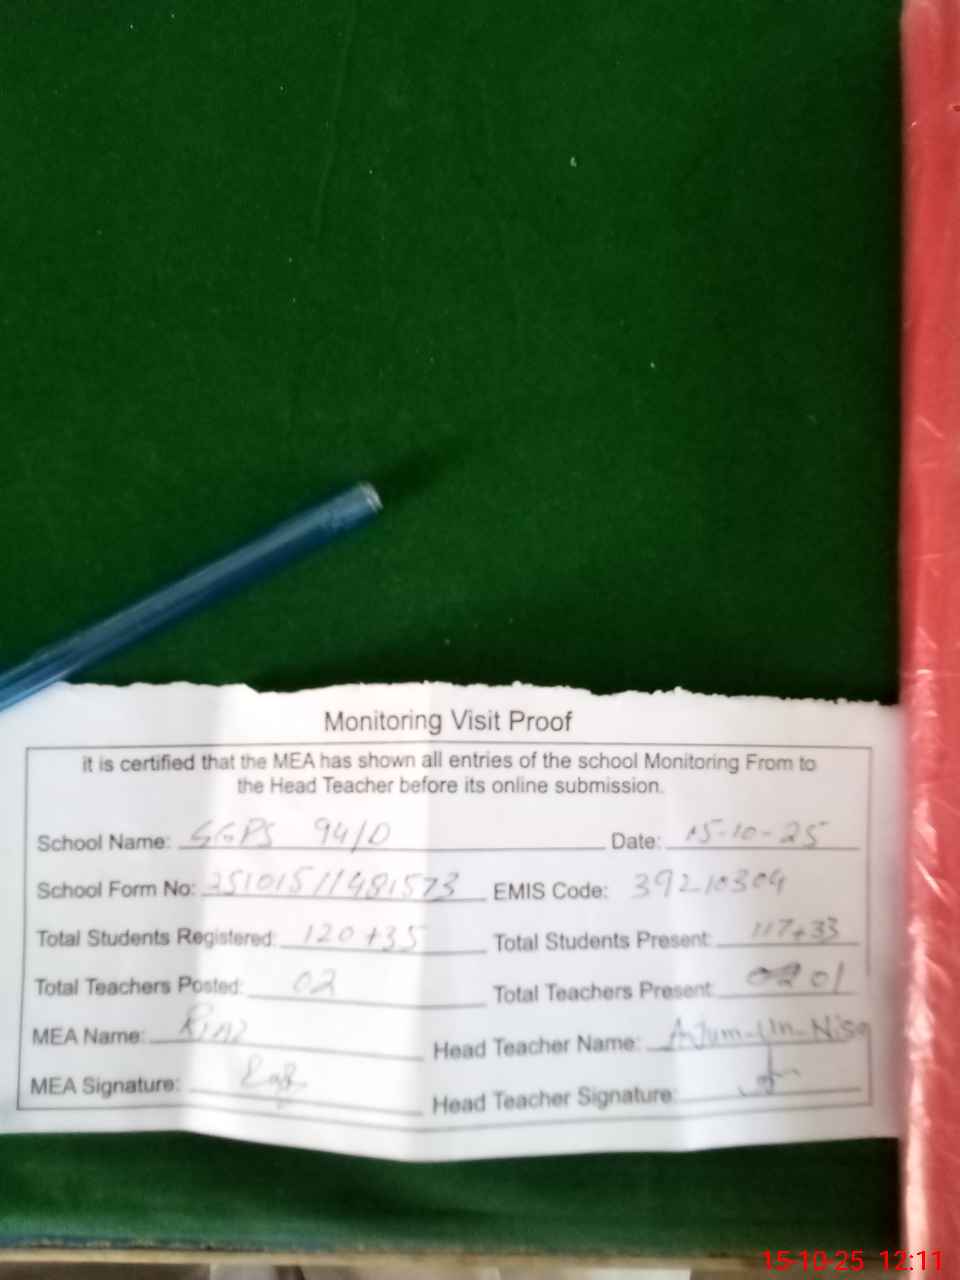 Monitoring Visit Proof
it is certified that the MEA has shown all entries of the school Monitoring From to
the Head Teacher before its online submission.
School Name: GGPS 94/D Date: 15-10-25
School Form No: 25101511481573 EMIS Code: 39210304
Total Students Registered: 120+35 Total Students Present: 117+33
Total Teachers Posted: 02 Total Teachers Present: 01
MEA Name: Riaz Head Teacher Name: Anjum-Un-Nisa
MEA Signature: Head Teacher Signature:
15-10-25 12:11